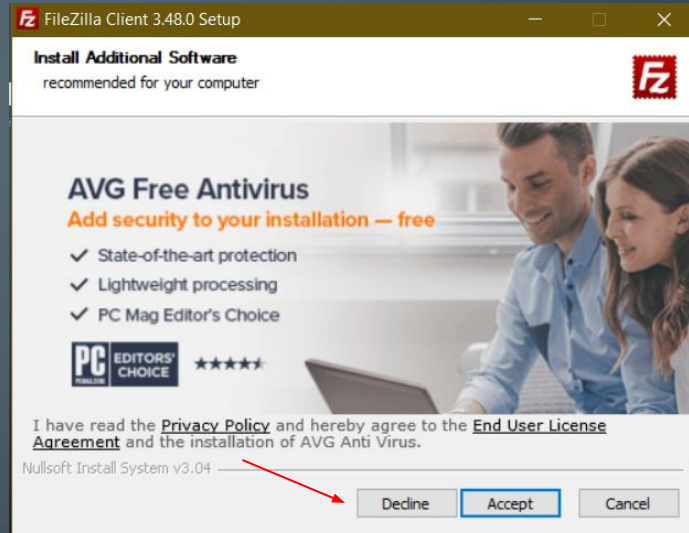 FileZilla Client 3.48.0 Setup
Install Additional Software
recommended for your computer
AVG Free Antivirus
Add security to your installation — free
State-of-the-art protection
Lightweight processing
PC Mag Editor's Choice
PC EDITORS'
CHOICE
I have read the Privacy Policy and hereby agree to the End User License
Agreement and the installation of AVG Anti Virus.
Nullsoft Install System v3.04
Decline Accept Cancel